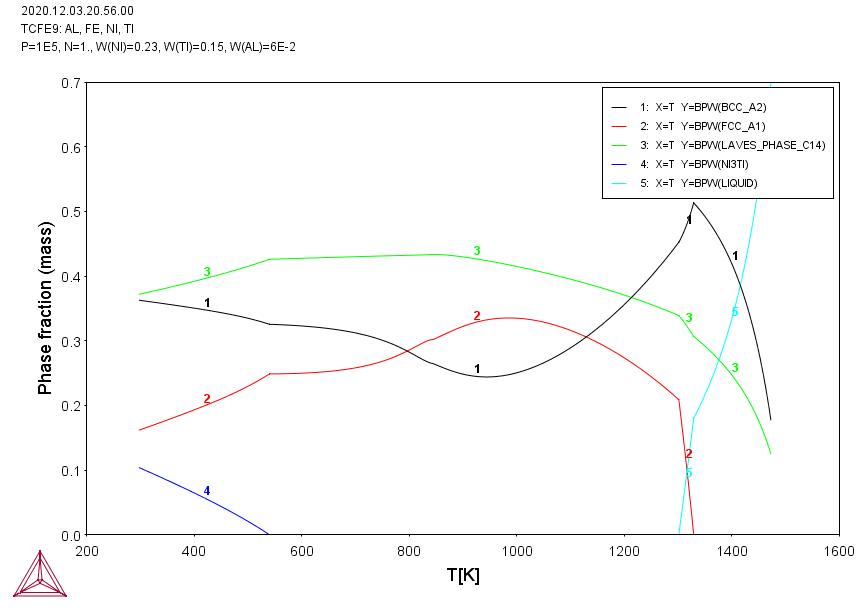 2020.12.03.20.56.00
TCFE9: AL, FE, NI, TI
P=1E5, N=1., W(NI)=0.23, W(TI)=0.15, W(AL)=6E-2
1: X=T Y=BPW(BCC_A2)
2: X=T Y=BPW(FCC_A1)
3: X=T Y=BPW(LAVES_PHASE_C14)
4: X=T Y=BPW(NI3TI)
5: X=T Y=BPW(LIQUID)
Phase fraction (mass)
0.7
0.6
0.5
0.4
0.3
0.2
0.1
0.0
3
1
2
4
3
2
1
1
3
2
5
1
5
3
200 400 600 800 1000 1200 1400 1600
T[K]